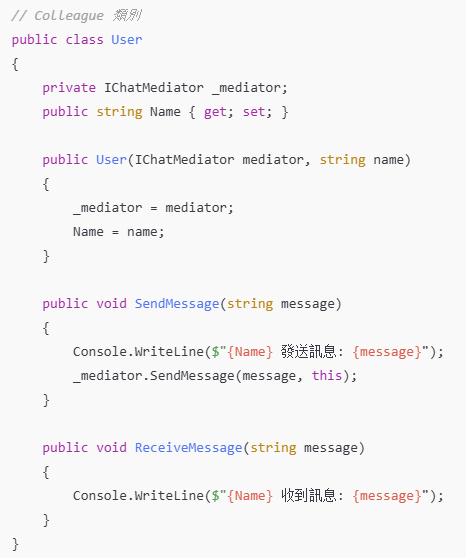 // Colleague 類別
public class User
{
    private IChatMediator _mediator;
    public string Name { get; set; }

    public User(IChatMediator mediator, string name)
    {
        _mediator = mediator;
        Name = name;
    }

    public void SendMessage(string message)
    {
        Console.WriteLine($"{Name} 發送訊息: {message}");
        _mediator.SendMessage(message, this);
    }

    public void ReceiveMessage(string message)
    {
        Console.WriteLine($"{Name} 收到訊息: {message}");
    }
}